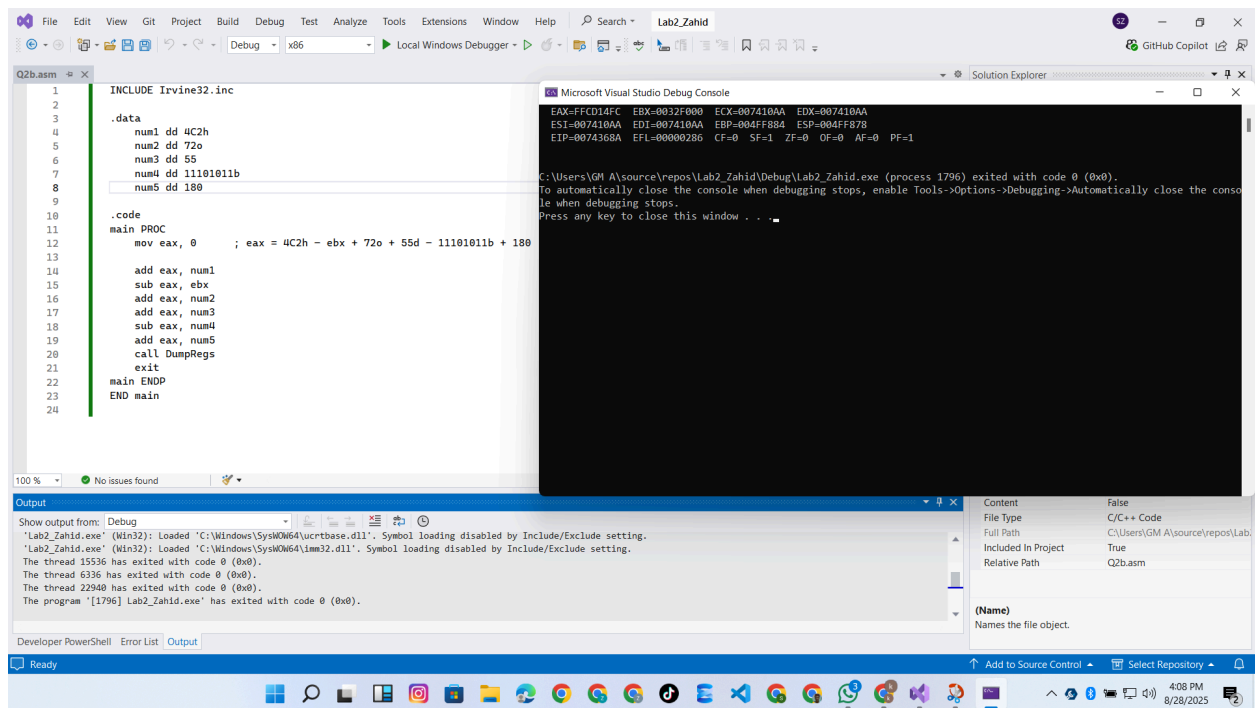 File Edit View Git Project Build Debug Test Analyze Tools Extensions Window Help Search Lab2_Zahid SZ
Debug x86 Local Windows Debugger GitHub Copilot
Q2b.asm
1 INCLUDE Irvine32.inc
2
3 .data
4 num1 dd 4C2h
5 num2 dd 72o
6 num3 dd 55
7 num4 dd 11101011b
8 num5 dd 180
9
10 .code
11 main PROC
12 mov eax, 0 ; eax = 4C2h - ebx + 72o + 55d - 11101011b + 180
13
14 add eax, num1
15 sub eax, ebx
16 add eax, num2
17 add eax, num3
18 sub eax, num4
19 add eax, num5
20 call DumpRegs
21 exit
22 main ENDP
23 END main
24
100 % No issues found
Solution Explorer
Microsoft Visual Studio Debug Console
EAX=FFCD14FC EBX=0032F000 ECX=007410AA EDX=007410AA
ESI=007410AA EDI=007410AA EBP=004FF884 ESP=004FF878
EIP=0074368A EFL=00000286 CF=0 SF=1 ZF=0 OF=0 AF=0 PF=1
C:\Users\GM A\source\repos\Lab2_Zahid\Debug\Lab2_Zahid.exe (process 1796) exited with code 0 (0x0).
To automatically close the console when debugging stops, enable Tools->Options->Debugging->Automatically close the conso
le when debugging stops.
Press any key to close this window . . .
Output
Show output from: Debug
'Lab2_Zahid.exe' (Win32): Loaded 'C:\Windows\SysWOW64\ucrtbase.dll'. Symbol loading disabled by Include/Exclude setting.
'Lab2_Zahid.exe' (Win32): Loaded 'C:\Windows\SysWOW64\imm32.dll'. Symbol loading disabled by Include/Exclude setting.
The thread 15536 has exited with code 0 (0x0).
The thread 6336 has exited with code 0 (0x0).
The thread 22940 has exited with code 0 (0x0).
The program '[1796] Lab2_Zahid.exe' has exited with code 0 (0x0).
Content False
File Type C/C++ Code
Full Path C:\Users\GM A\source\repos\Lab.
Included In Project True
Relative Path Q2b.asm
(Name)
Names the file object.
Developer PowerShell Error List Output
Ready Add to Source Control Select Repository
3
4:08 PM
8/28/2025
2